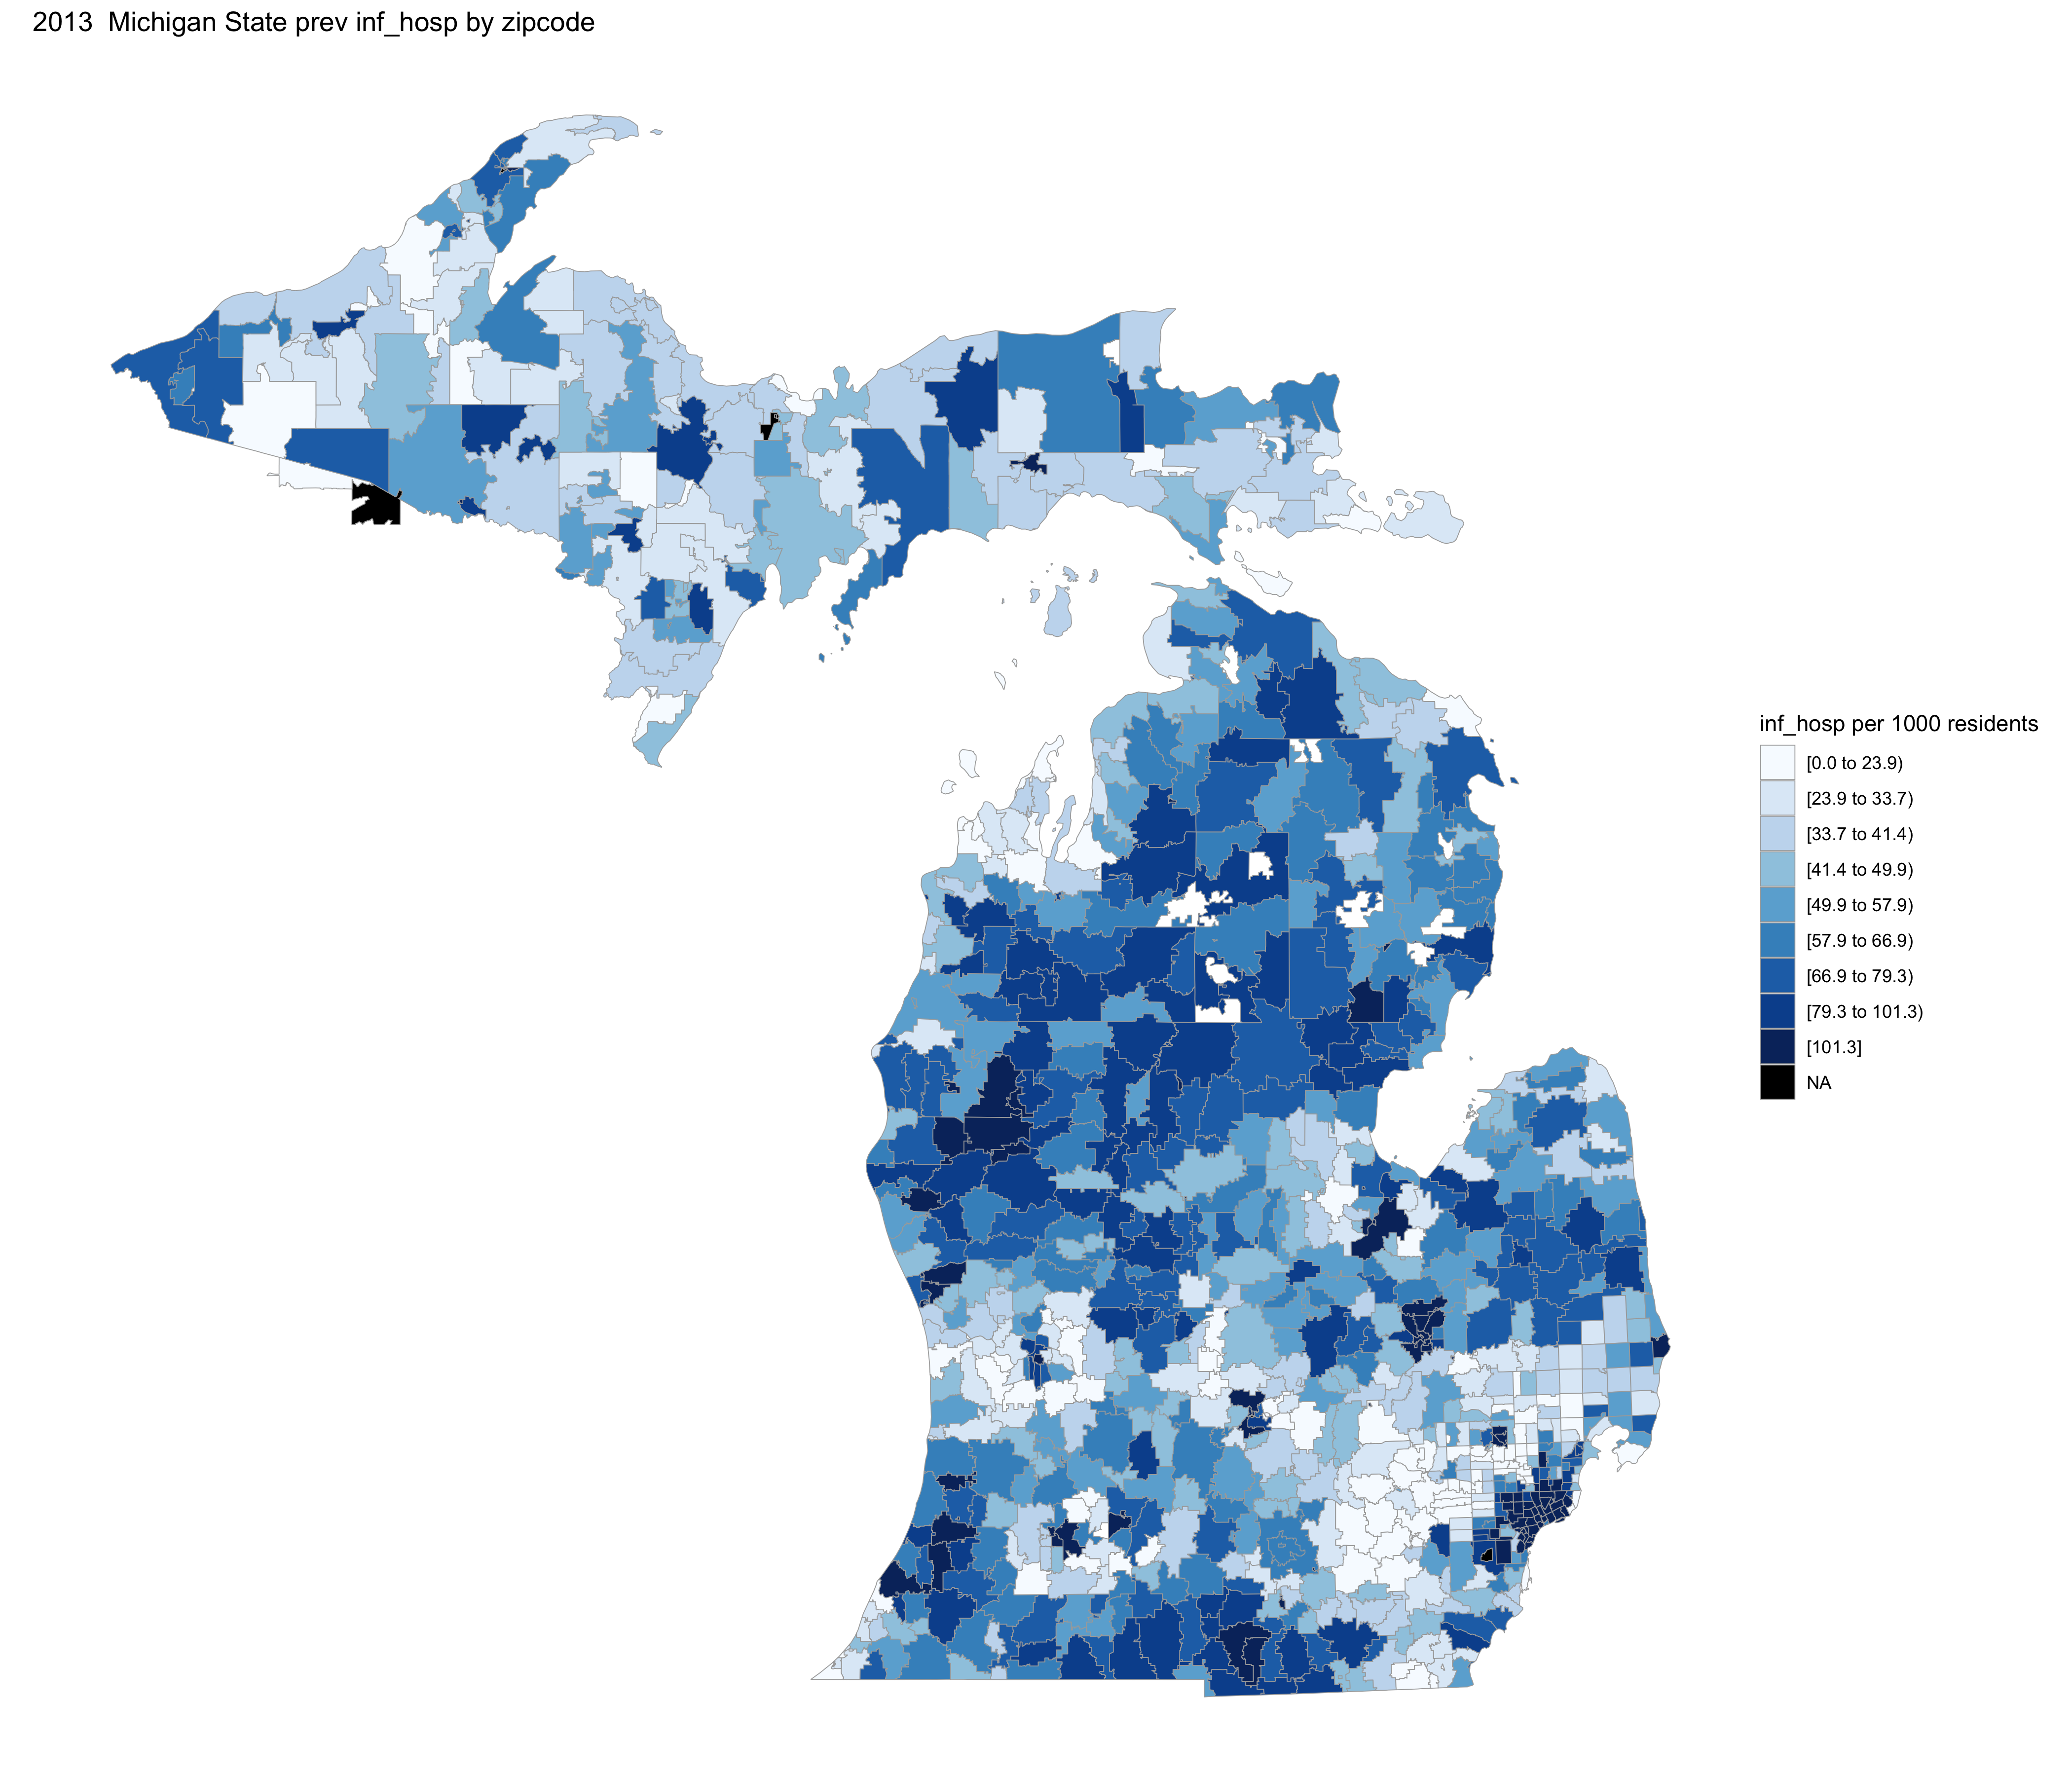 2013  Michigan State prev inf_hosp by zipcode
inf_hosp per 1000 residents
[0.0 to 23.9)
[23.9 to 33.7)
[33.7 to 41.4)
[41.4 to 49.9)
[49.9 to 57.9)
[57.9 to 66.9)
[66.9 to 79.3)
[79.3 to 101.3)
[101.3]
NA